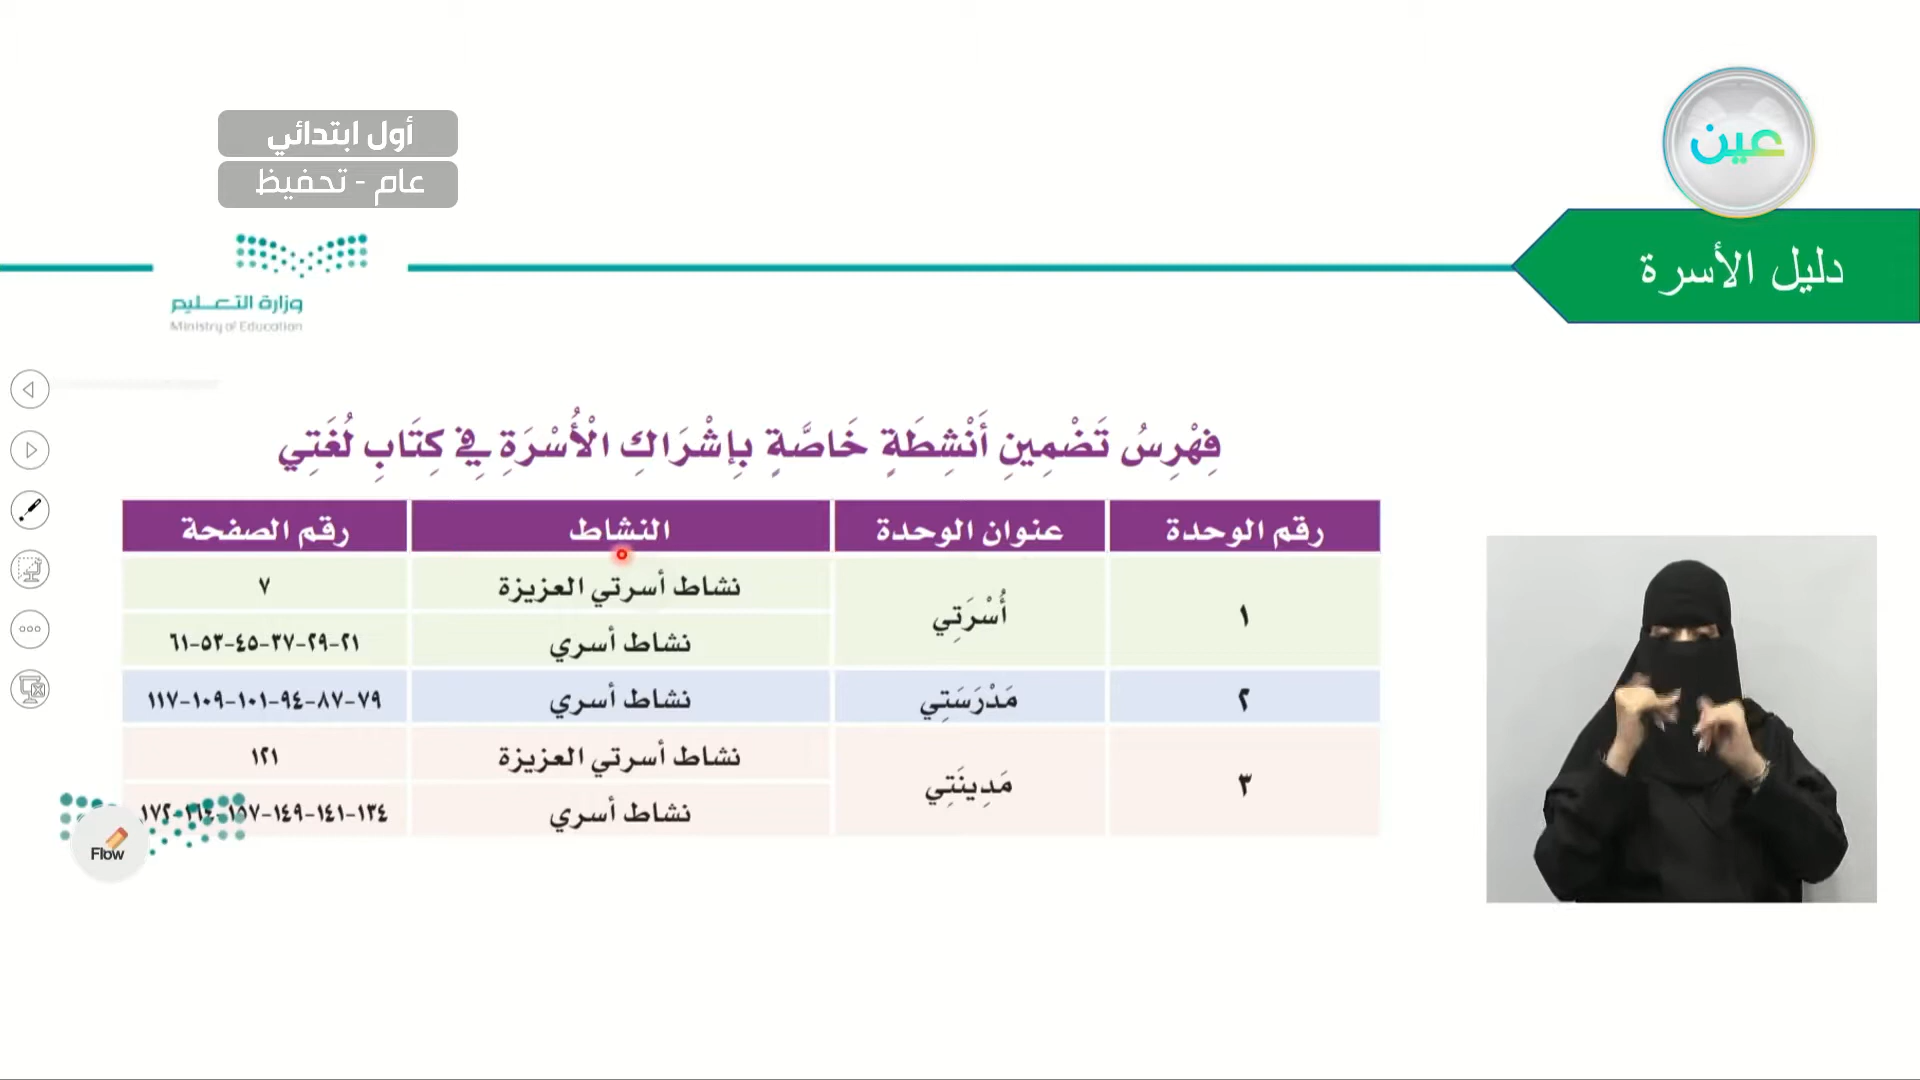 عين
أول ابتدائي
عام - تحفيظ
دليل الأسرة
وزارة التعليم
Ministry of Education
فِهْرِسُ تَضْمِينِ أَنْشِطَةٍ خَاصَّةٍ بِإِشْرَاكِ الْأُسْرَةِ فِي كِتَابِ لُغَتِي
رقم الوحدة عنوان الوحدة النشاط رقم الصفحة
١ أُسْرَتِي نشاط أسرتي العزيزة ٧
نشاط أسري ٢١-٢٩-٣٧-٤٥-٥٣-٦١
٢ مَدْرَسَتِي نشاط أسري ٧٩-٨٧-٩٤-١٠١-١٠٩-١١٧
٣ مَدِينَتِي نشاط أسرتي العزيزة ١٢١
نشاط أسري ١٣٤-١٤١-١٤٩-١٥٧-١٦٤-١٧٢
Flow